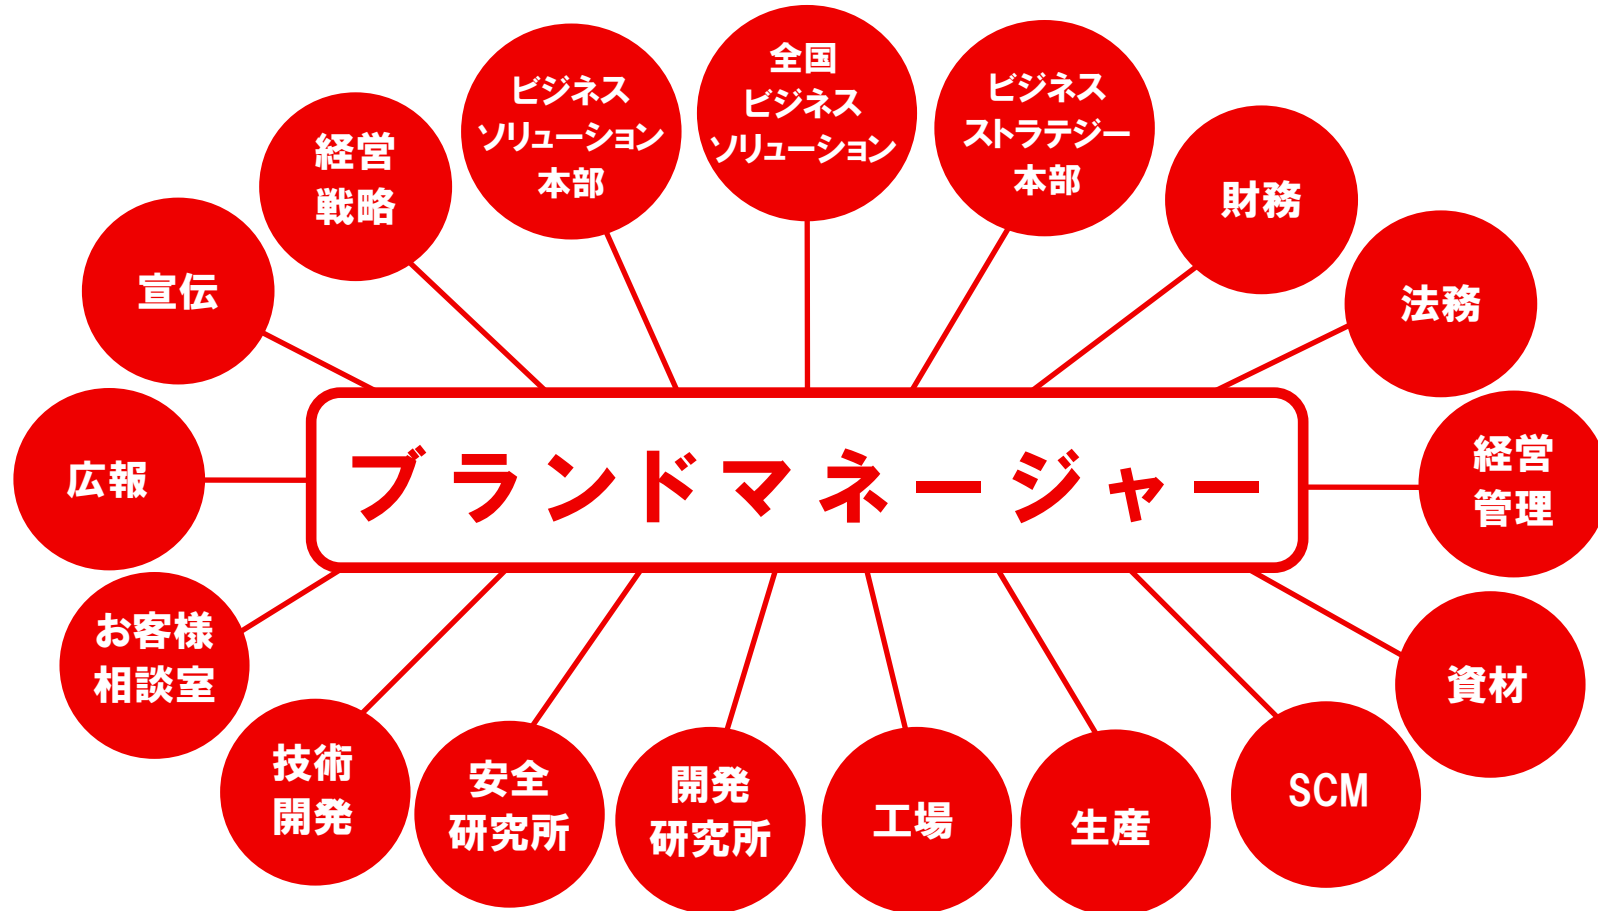 全国
ビジネス
ソリューション
ビジネス
ソリューション
本部
ビジネス
ストラテジー
本部
経営
戦略
財務
宣伝
法務
ブランドマネージャー
広報
経営
管理
お客様
相談室
資材
技術
開発
安全
研究所
開発
研究所
工場
生産
SCM